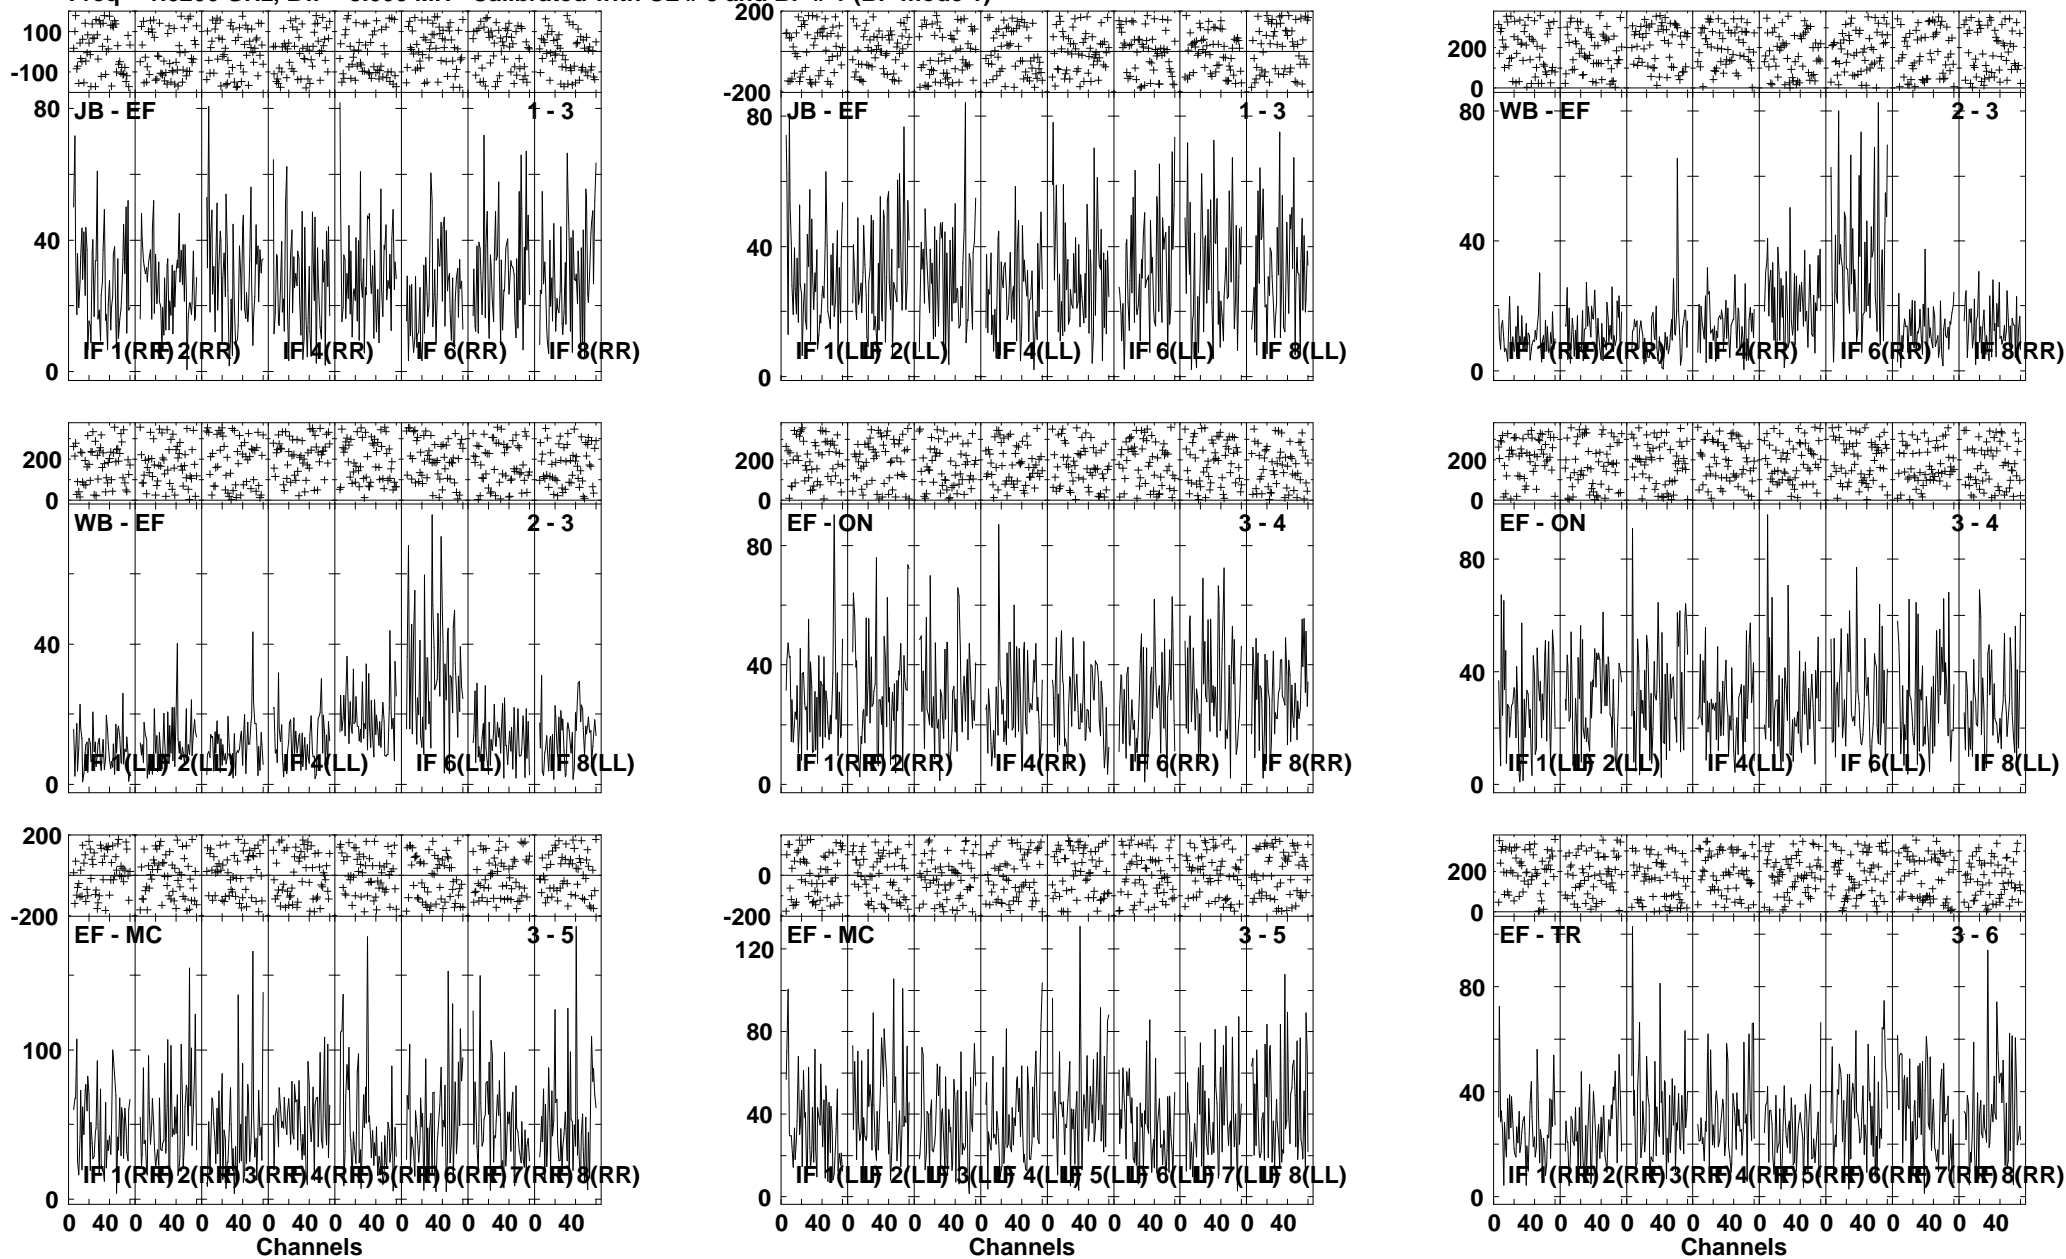 100
-100
80
40
0
JB - EF
1 - 3
IF 1(RR)
IF 2(RR)
IF 4(RR)
IF 6(RR)
IF 8(RR)
200
-200
80
40
0
JB - EF
1 - 3
IF 1(LL)
IF 2(LL)
IF 4(LL)
IF 6(LL)
IF 8(LL)
200
0
80
40
0
WB - EF
2 - 3
IF 1(RR)
IF 2(RR)
IF 4(RR)
IF 6(RR)
IF 8(RR)
200
0
40
0
WB - EF
2 - 3
IF 1(LL)
IF 2(LL)
IF 4(LL)
IF 6(LL)
IF 8(LL)
200
0
80
40
0
EF - ON
3 - 4
IF 1(RR)
IF 2(RR)
IF 4(RR)
IF 6(RR)
IF 8(RR)
200
0
80
40
0
EF - ON
3 - 4
IF 1(LL)
IF 2(LL)
IF 4(LL)
IF 6(LL)
IF 8(LL)
200
-200
100
0
EF - MC
3 - 5
IF 1(RR)
IF 2(RR)
IF 3(RR)
IF 4(RR)
IF 5(RR)
IF 6(RR)
IF 7(RR)
IF 8(RR)
0 40 0 40 0 40 0 40 0 40 0 40 0 40 0 40
Channels
200
0
-200
120
80
40
0
EF - MC
3 - 5
IF 1(LL)
IF 2(LL)
IF 3(LL)
IF 4(LL)
IF 5(LL)
IF 6(LL)
IF 7(LL)
IF 8(LL)
0 40 0 40 0 40 0 40 0 40 0 40 0 40 0 40
Channels
200
0
80
40
0
EF - TR
3 - 6
IF 1(RR)
IF 2(RR)
IF 3(RR)
IF 4(RR)
IF 5(RR)
IF 6(RR)
IF 7(RR)
IF 8(RR)
0 40 0 40 0 40 0 40 0 40 0 40 0 40 0 40
Channels